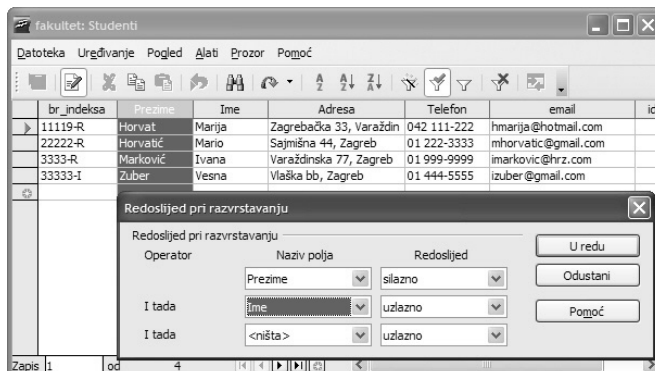 fakultet: Studenti
Datoteka Uređivanje Pogled Alati Prozor Pomoć
br_indeksa Prezime Ime Adresa Telefon email id
11119-R Horvat Marija Zagrebačka 33, Varaždin 042 111-222 hmarija@hotmail.com
22222-R Horvatić Mario Sajmišna 44, Zagreb 01 222-3333 mhorvatic@gmail.com
3333-R Marković Ivana Varaždinska 77, Zagreb 01 999-9999 imarkovic@hrz.com
33333-I Zuber Vesna Vlaška bb, Zagreb 01 444-5555 izuber@gmail.com
Redoslijed pri razvrstavanju
Redoslijed pri razvrstavanju
Operator Naziv polja Redoslijed
U redu
Prezime silazno
Odustani
I tada Ime uzlazno
Pomoć
I tada <ništa> uzlazno
Zapis 1 od 4